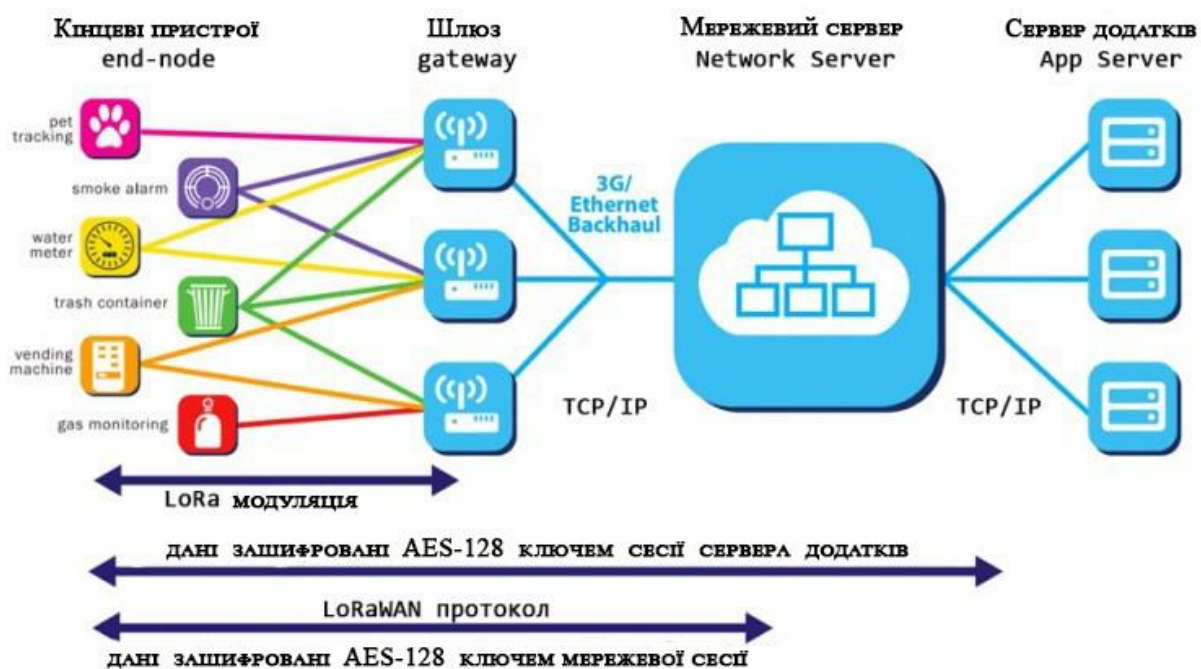 Кінцеві пристрої
end-node
Шлюз
gateway
Мережевий сервер
Network Server
Сервер додатків
App Server
pet
tracking
smoke alarm
water
meter
trash container
vending
machine
gas monitoring
3G/
Ethernet
Backhaul
TCP/IP
TCP/IP
LoRa модуляція
дані зашифровані AES-128 ключем сесії сервера додатків
LoRaWAN протокол
дані зашифровані AES-128 ключем мережевої сесії